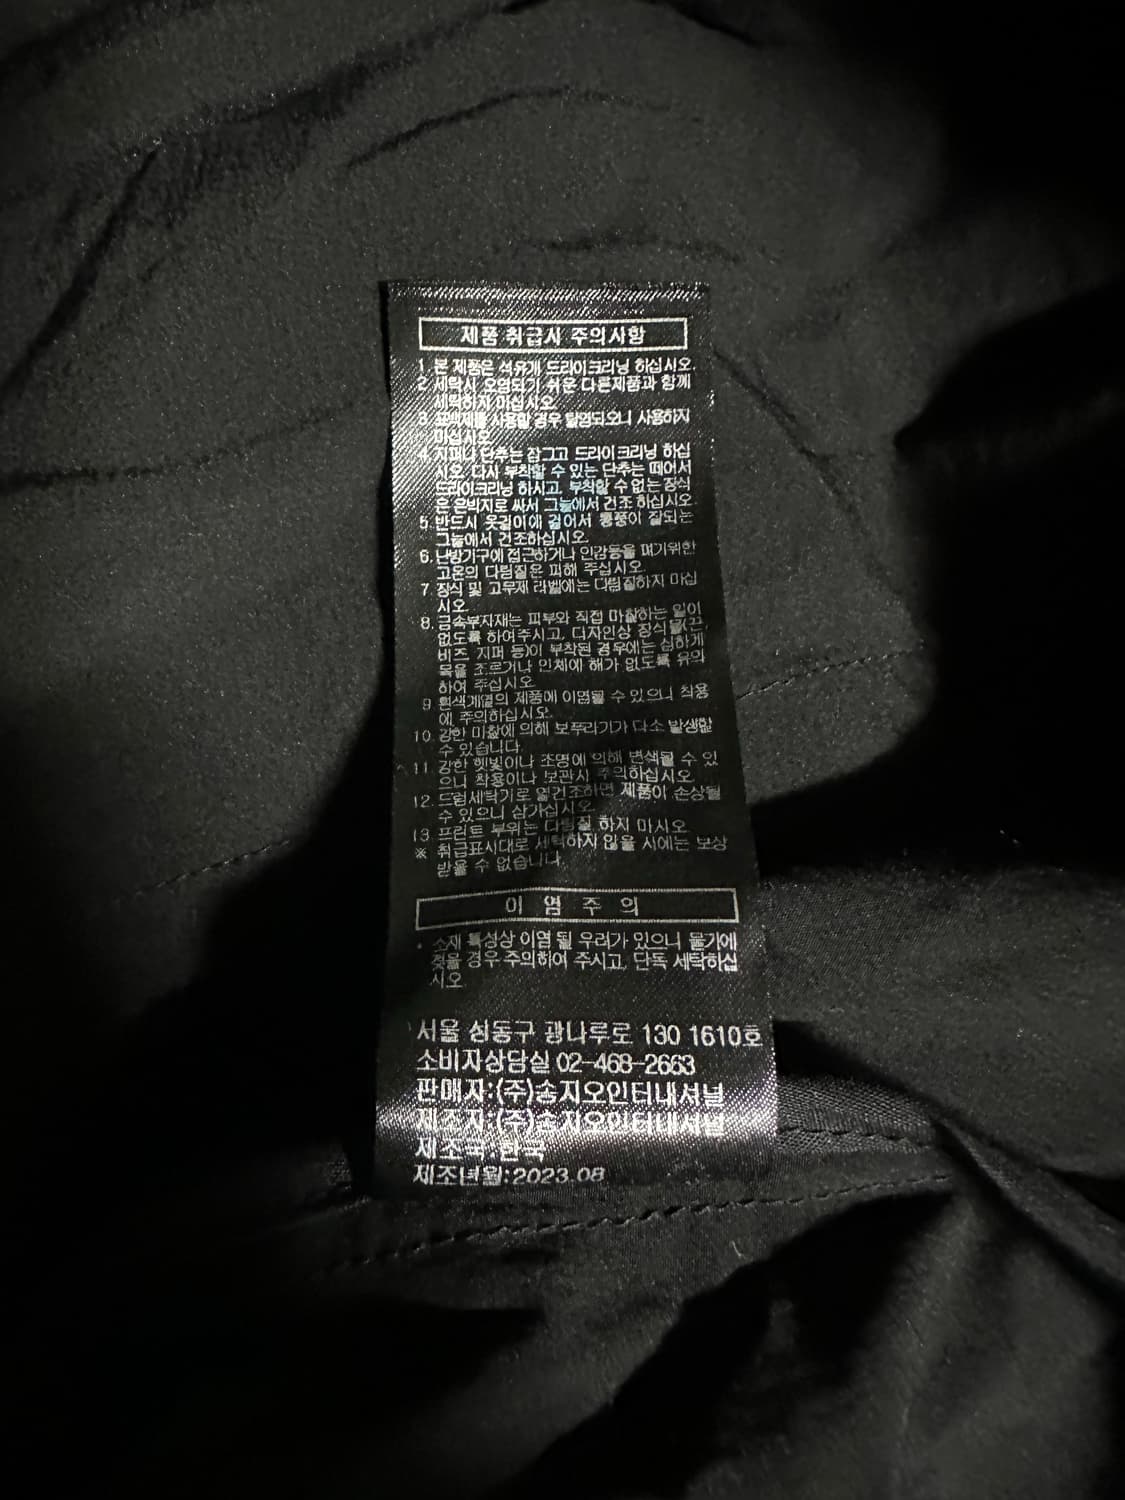 제품 취급시 주의사항
1. 본 제품은 석유계 드라이크리닝 하십시오.
2. 세탁시 오염되기 쉬운 다른제품과 함께
세탁하지 마십시오.
3. 표백제를 사용할 경우 탈염되오니 사용하지
마십시오.
4. 지퍼나 단추는 잠그고 드라이크리닝 하십
시오. 다시 부착할 수 있는 단추는 떼어서
드라이크리닝 하시고, 부착할 수 없는 장식
은 은박지로 싸서 그늘에서 건조 하십시오.
5. 반드시 옷걸이에 걸어서 통풍이 잘되는
그늘에서 건조하십시오.
6. 난방기구에 접근하거나 인감등을 떼기위한
고온의 다림질은 피해 주십시오.
7. 장식 및 고무제 라벨에는 다림질하지 마십
시오.
8. 금속부자재는 피부와 직접 마찰하는 일이
없도록 하여주시고, 디자인상 장식물(끈,
비즈 지퍼 등)이 부착된 경우에는 심하게
목을 조르거나 인체에 해가 없도록 유의
하여 주십시오.
9. 흰색계열의 제품에 이염될 수 있으니 착용
에 주의하십시오.
10. 강한 마찰에 의해 보푸라기가 다소 발생할
수 있습니다.
11. 강한 햇빛이나 조명에 의해 변색될 수 있
으니 착용이나 보관시 주의하십시오.
12. 드럼세탁기로 열건조하면 제품이 손상될
수 있으니 삼가십시오.
13. 프린트 부위는 다림질 하지 마시오.
※ 취급표시대로 세탁하지 않을 시에는 보상
받을 수 없습니다.
이 염 주 의
• 소재 특성상 이염 될 우려가 있으니 물기에
젖을 경우 주의하여 주시고, 단독 세탁하십
시오.
서울 성동구 광나루로 130 1610호
소비자상담실 02-468-2663
판매자:(주)송지오인터내셔널
제조자:(주)송지오인터내셔널
제조국:한국
제조년월:2023.08